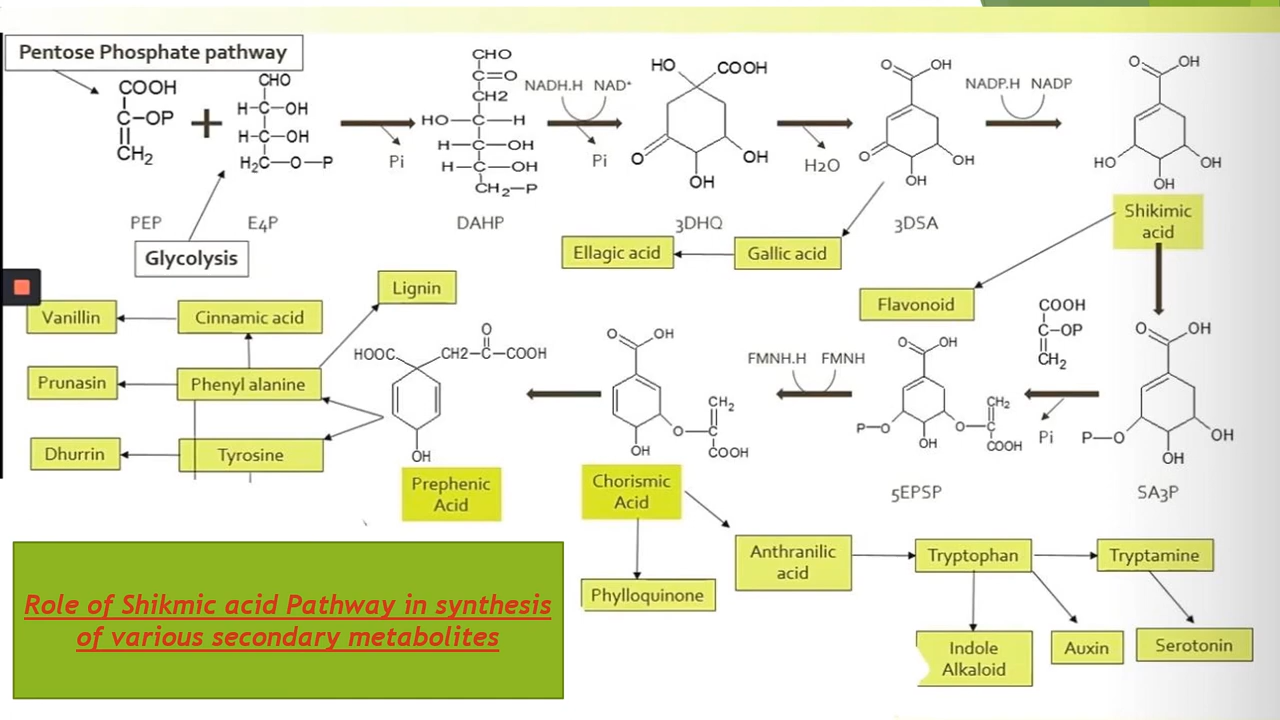 Pentose Phosphate pathway
COOH
C—OP
CH2
PEP
+
CHO
H—C—OH
H—C—OH
H2C—O—P
E4P
Glycolysis
Pi
CHO
C=O
CH2
HO—C—H
H—C—OH
H—C—OH
CH2—P
DAHP
NADH.H NAD+
Pi
HO COOH
O
OH
OH
3DHQ
H2O
O OH
O
OH
OH
3DSA
NADP.H NADP
O OH
HO
OH
OH
Shikimic
acid
Ellagic acid
Gallic acid
Flavonoid
Lignin
Vanillin
Cinnamic acid
Prunasin
Phenyl alanine
Dhurrin
Tyrosine
HOOC
O
CH2—C—COOH
OH
Prephenic
Acid
O OH
CH2
O—C
COOH
OH
Chorismic
Acid
FMNH.H FMNH
O OH
CH2
P—O
O—C
COOH
OH
5EPSP
COOH
C—OP
CH2
Pi
O OH
P—O
OH
OH
SA3P
Anthranilic
acid
Tryptophan
Tryptamine
Phylloquinone
Indole
Alkaloid
Auxin
Serotonin
Role of Shikmic acid Pathway in synthesis
of various secondary metabolites